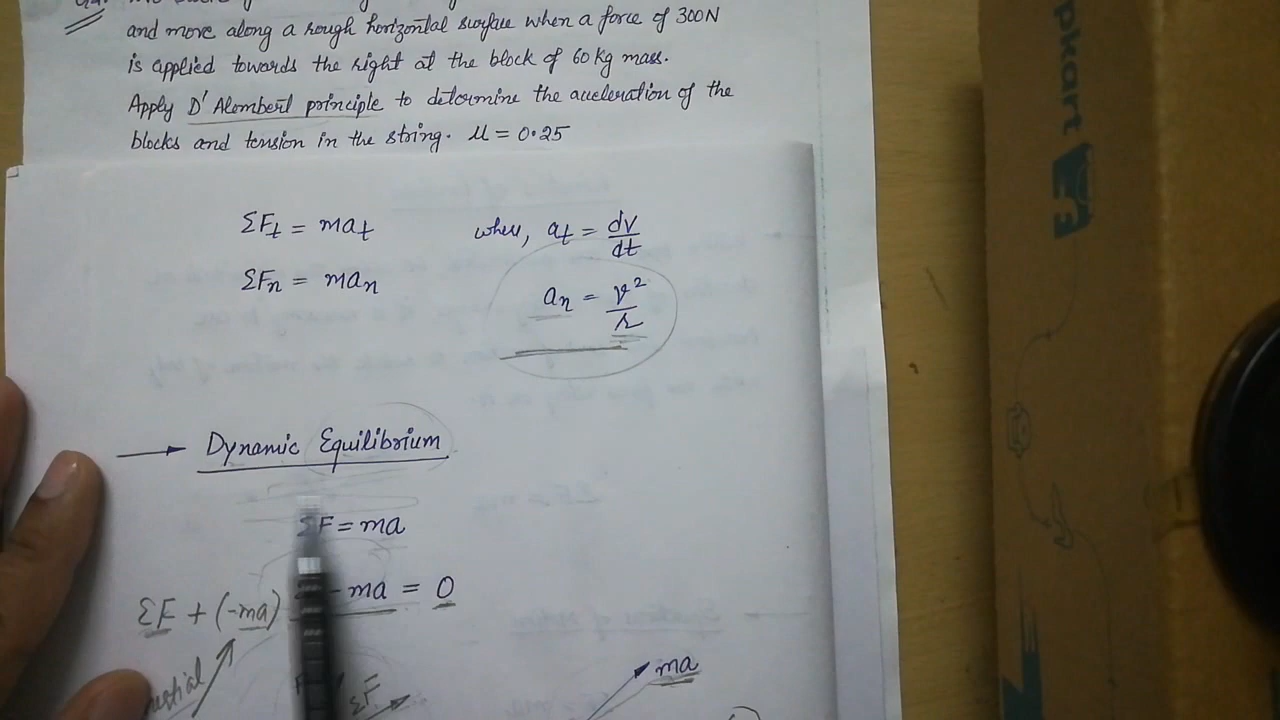 and move along a rough horizontal surface when a force of 300N
is applied towards the right at the block of 60 Kg mass.
Apply D' Alembert principle to determine the acceleration of the
blocks and tension in the string. μ = 0.25
ΣFt = mat where, at = dv/dt
ΣFn = man an = v²/r
Dynamic Equilibrium
ΣF = ma
- ma = 0
ΣF + (-ma)
ΣF
ma
pkart